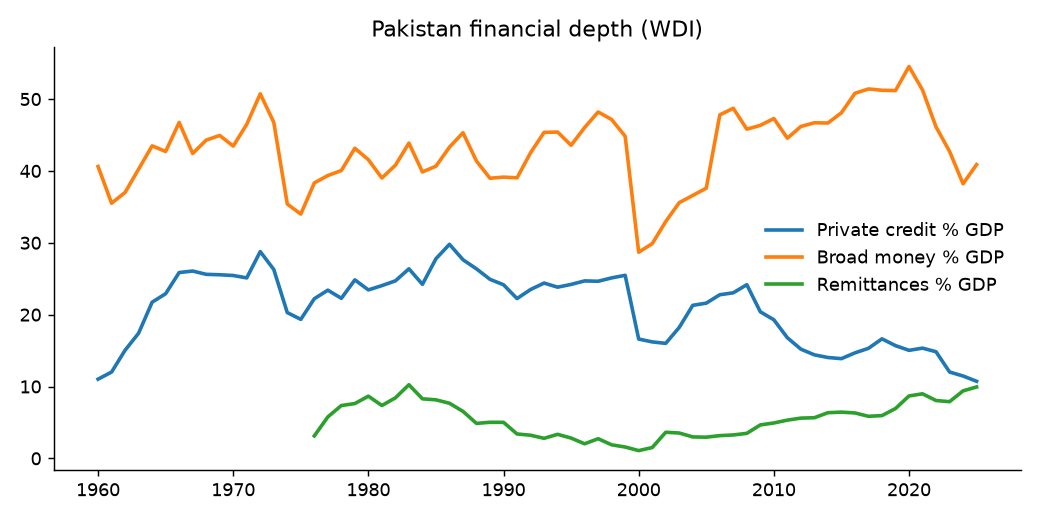 Pakistan financial depth (WDI)
50
40
30
20
10
0
Private credit % GDP
Broad money % GDP
Remittances % GDP
1960 1970 1980 1990 2000 2010 2020